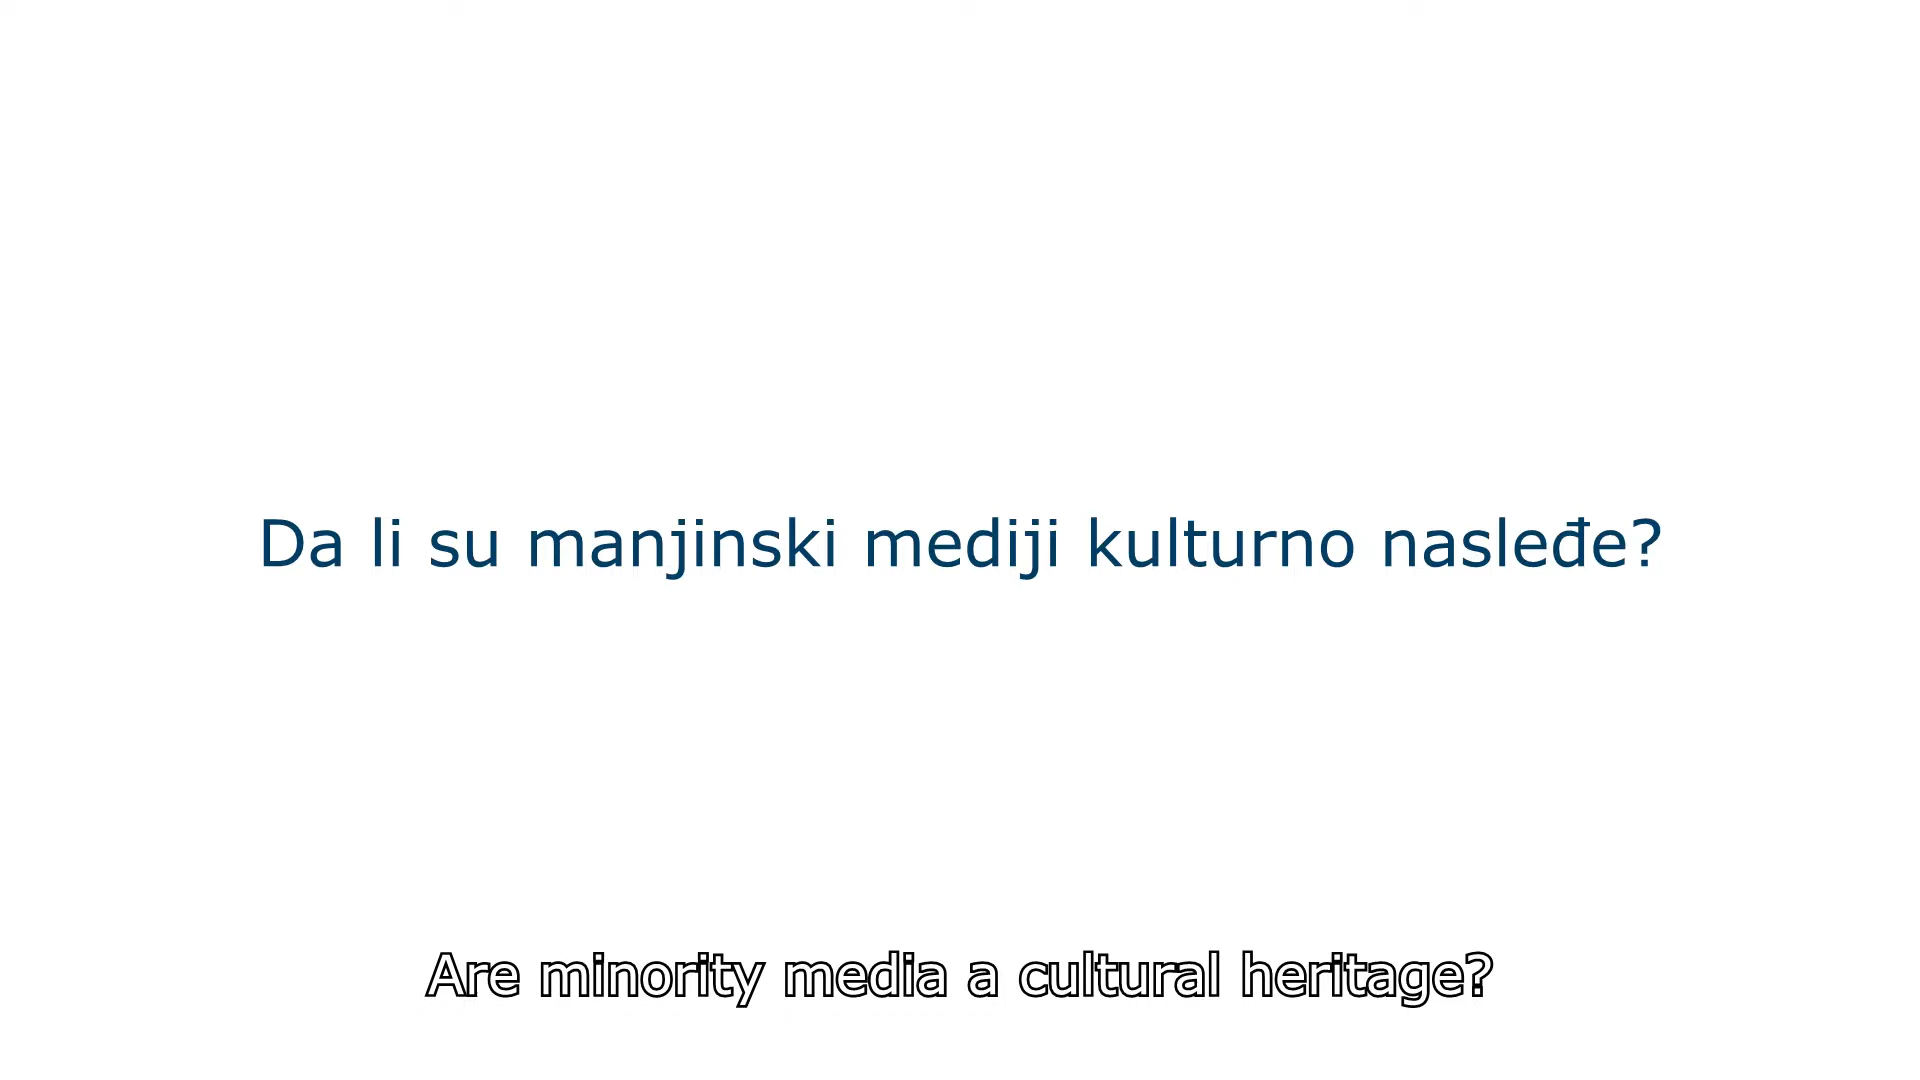 Da li su manjinski mediji kulturno nasleđe?
Are minority media a cultural heritage?